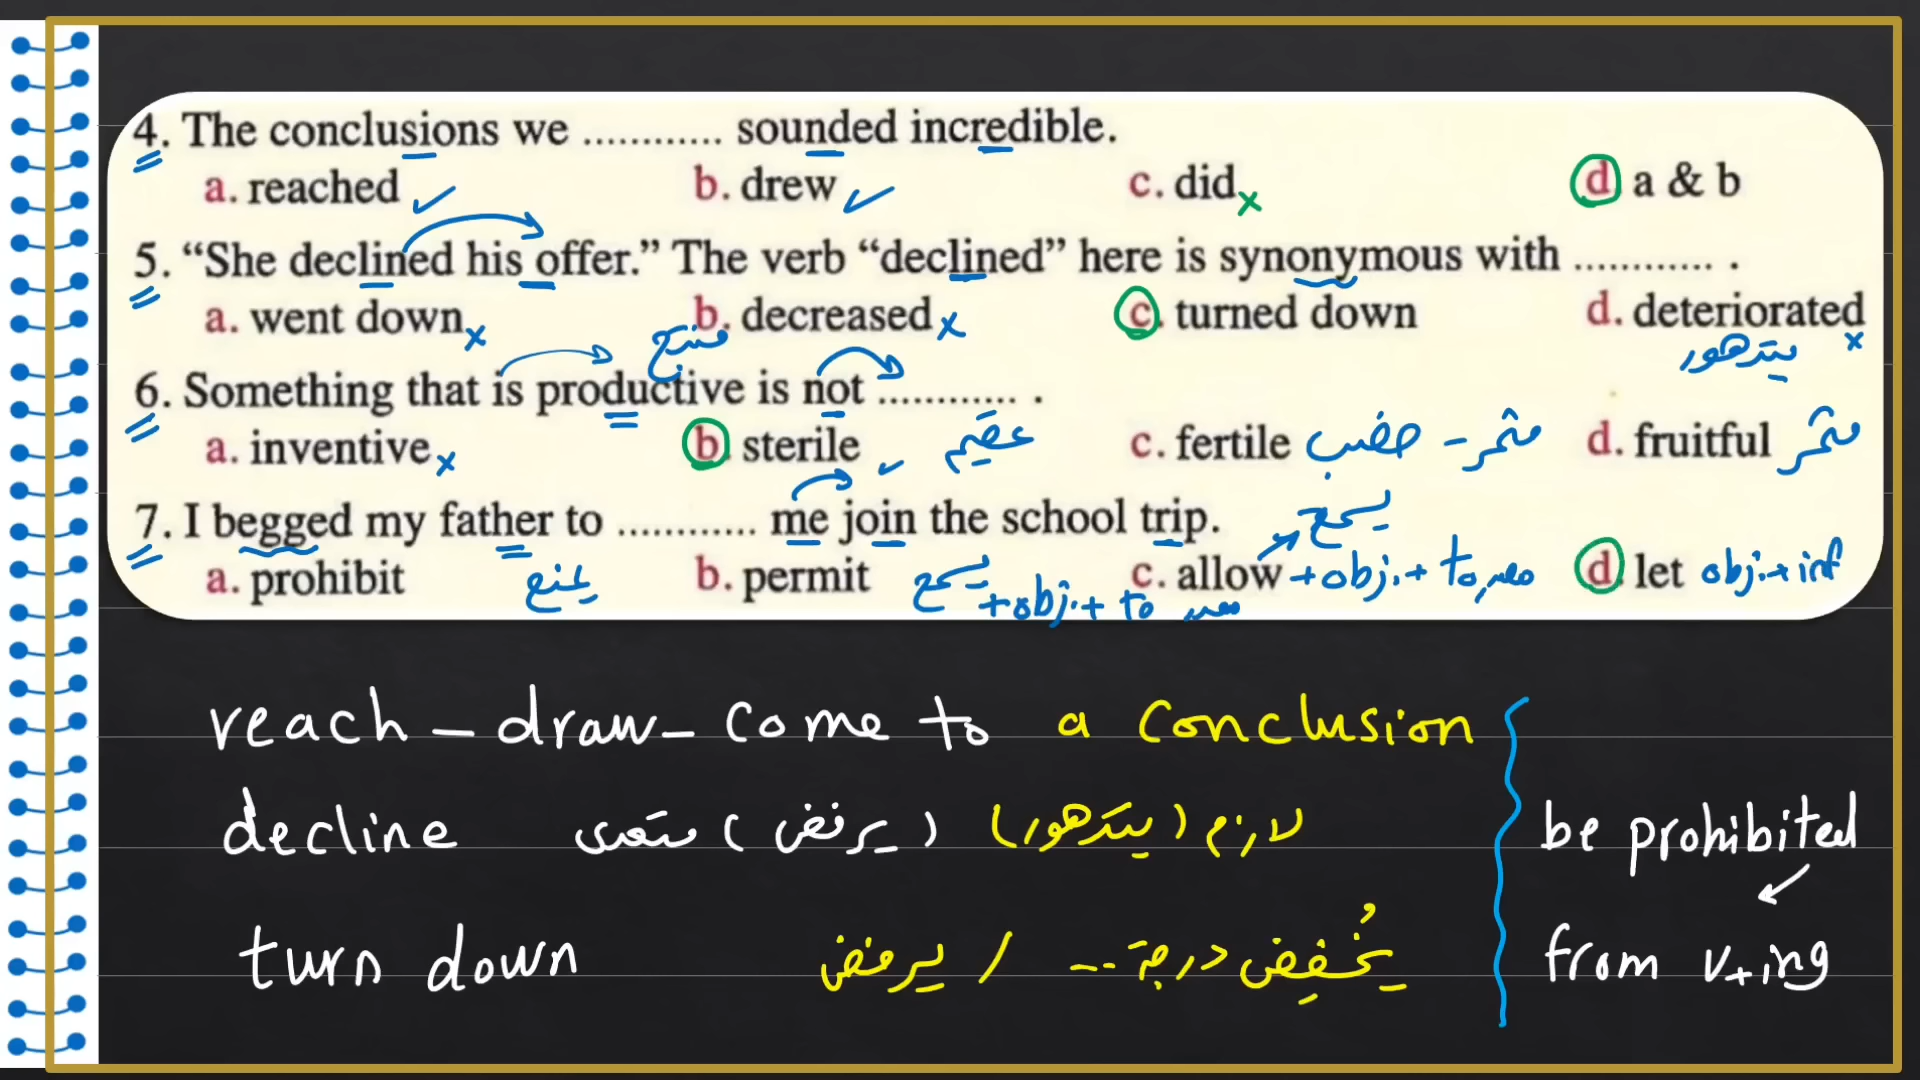 4. The conclusions we ............ sounded incredible.
a. reached ✓ b. drew ✓ c. did x d. a & b
5. “She declined his offer.” The verb “declined” here is synonymous with ............ .
a. went down x b. decreased x c. turned down d. deteriorated x
منتج يتدهور
6. Something that is productive is not ............ .
a. inventive x b. sterile ✓ عقيم c. fertile خصب - مثمر d. fruitful مثمر
7. I begged my father to ............ me join the school trip.
يسمح
a. prohibit يمنع b. permit يسمح + obj. + to مصدر c. allow + obj. + to مصدر d. let obj. + inf
reach – draw – come to a conclusion
decline متعدى (يرفض) لازم (يتدهور)
turn down يرفض / يُخفِض درجة --
be prohibited
from v+ing